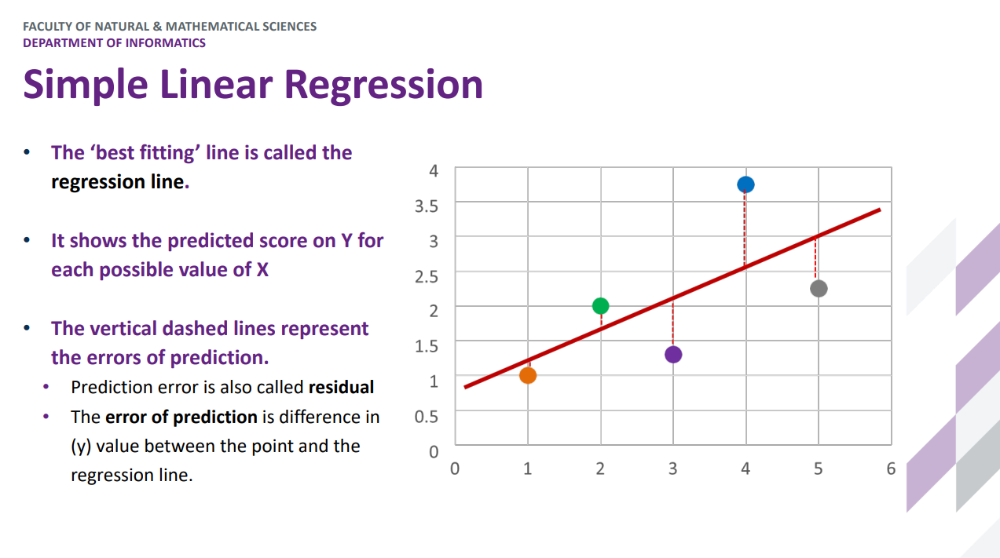 FACULTY OF NATURAL & MATHEMATICAL SCIENCES
DEPARTMENT OF INFORMATICS
Simple Linear Regression
• The ‘best fitting’ line is called the
regression line.
• It shows the predicted score on Y for
each possible value of X
• The vertical dashed lines represent
the errors of prediction.
• Prediction error is also called residual
• The error of prediction is difference in
(y) value between the point and the
regression line.
4
3.5
3
2.5
2
1.5
1
0.5
0
0 1 2 3 4 5 6